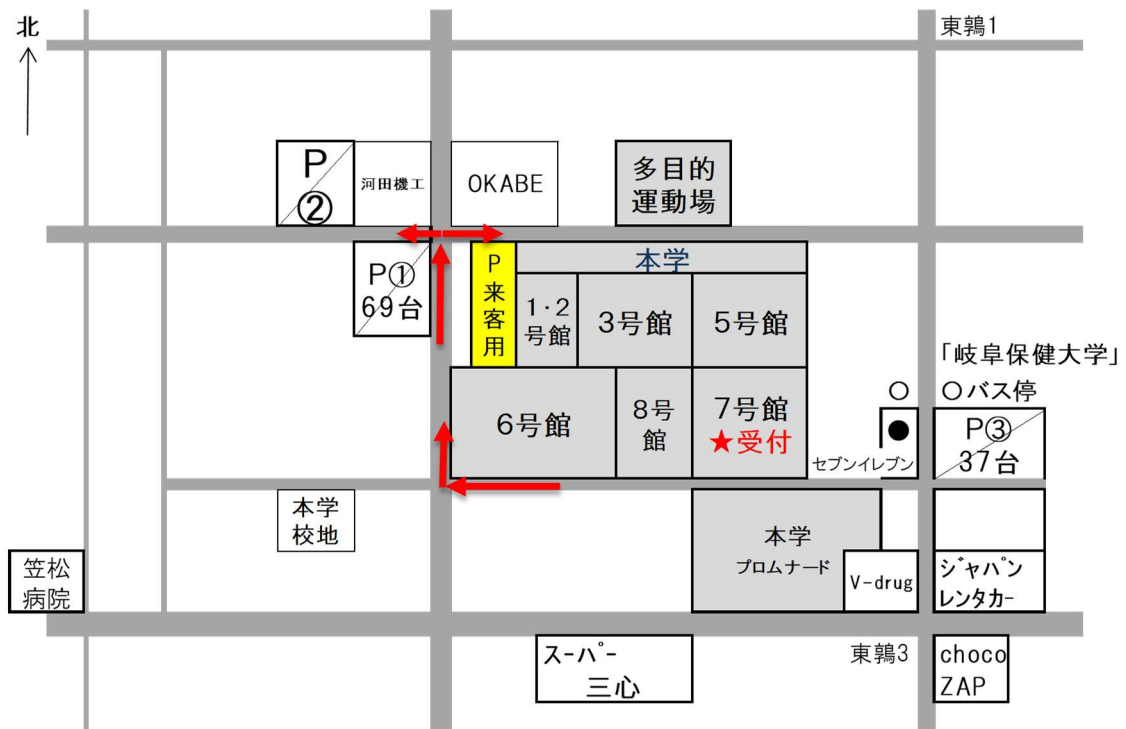 北
東鶉1
P
②
河田機工
OKABE
多目的
運動場
P①
69台
P
来
客
用
本学
1・2
号館
3号館
5号館
「岐阜保健大学」
○バス停
6号館
8号
館
7号館
★受付
セブンイレブン
P③
37台
本学
校地
本学
プロムナード
V-drug
ジャパン
レンタカー
笠松
病院
スーパー
三心
東鶉3
choco
ZAP